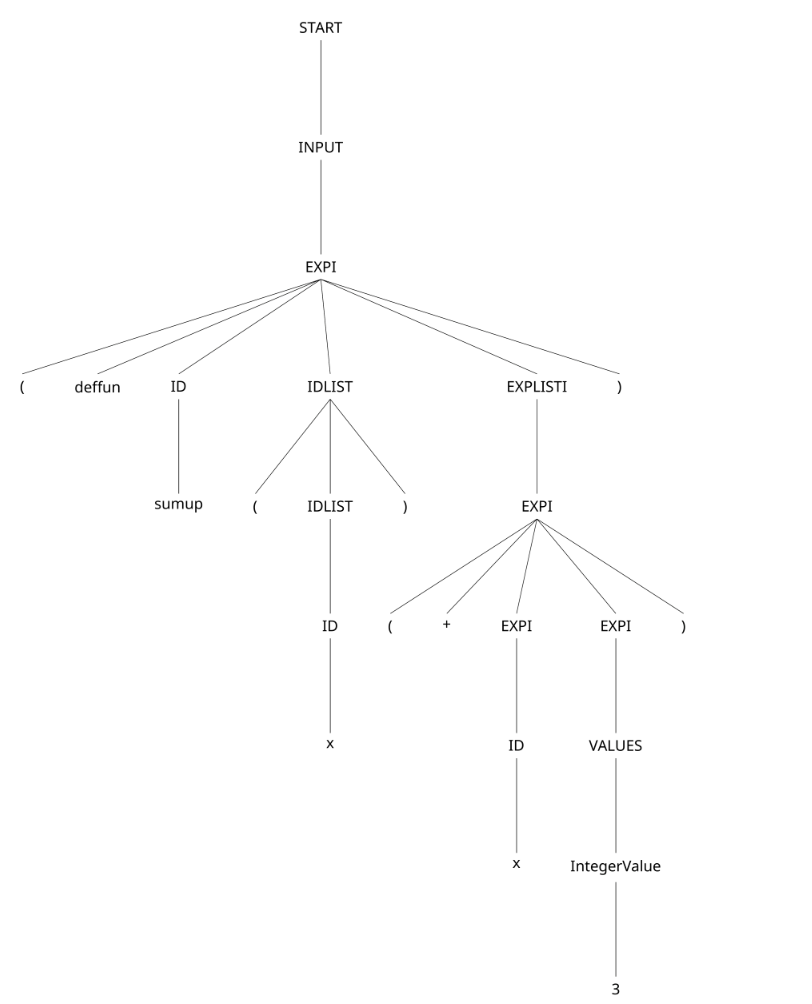 START
INPUT
EXPI
( deffun ID IDLIST EXPLISTI )
sumup ( IDLIST ) EXPI
ID ( + EXPI EXPI )
x ID VALUES
x IntegerValue
3